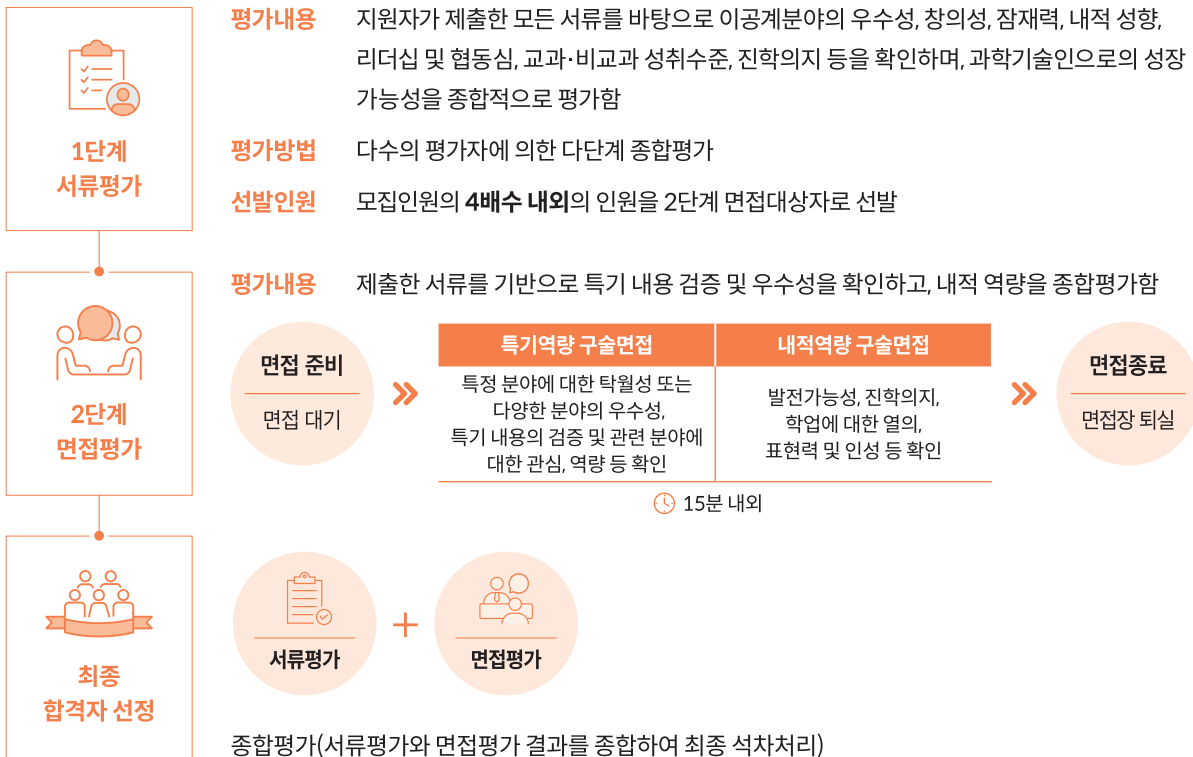 1단계
서류평가
평가내용 지원자가 제출한 모든 서류를 바탕으로 이공계분야의 우수성, 창의성, 잠재력, 내적 성향,
리더십 및 협동심, 교과·비교과 성취수준, 진학의지 등을 확인하며, 과학기술인으로의 성장
가능성을 종합적으로 평가함
평가방법 다수의 평가자에 의한 다단계 종합평가
선발인원 모집인원의 4배수 내외의 인원을 2단계 면접대상자로 선발
2단계
면접평가
평가내용 제출한 서류를 기반으로 특기 내용 검증 및 우수성을 확인하고, 내적 역량을 종합평가함
면접 준비
면접 대기
특기역량 구술면접
특정 분야에 대한 탁월성 또는
다양한 분야의 우수성,
특기 내용의 검증 및 관련 분야에
대한 관심, 역량 등 확인
내적역량 구술면접
발전가능성, 진학의지,
학업에 대한 열의,
표현력 및 인성 등 확인
15분 내외
면접종료
면접장 퇴실
최종
합격자 선정
서류평가
+
면접평가
종합평가(서류평가와 면접평가 결과를 종합하여 최종 석차처리)